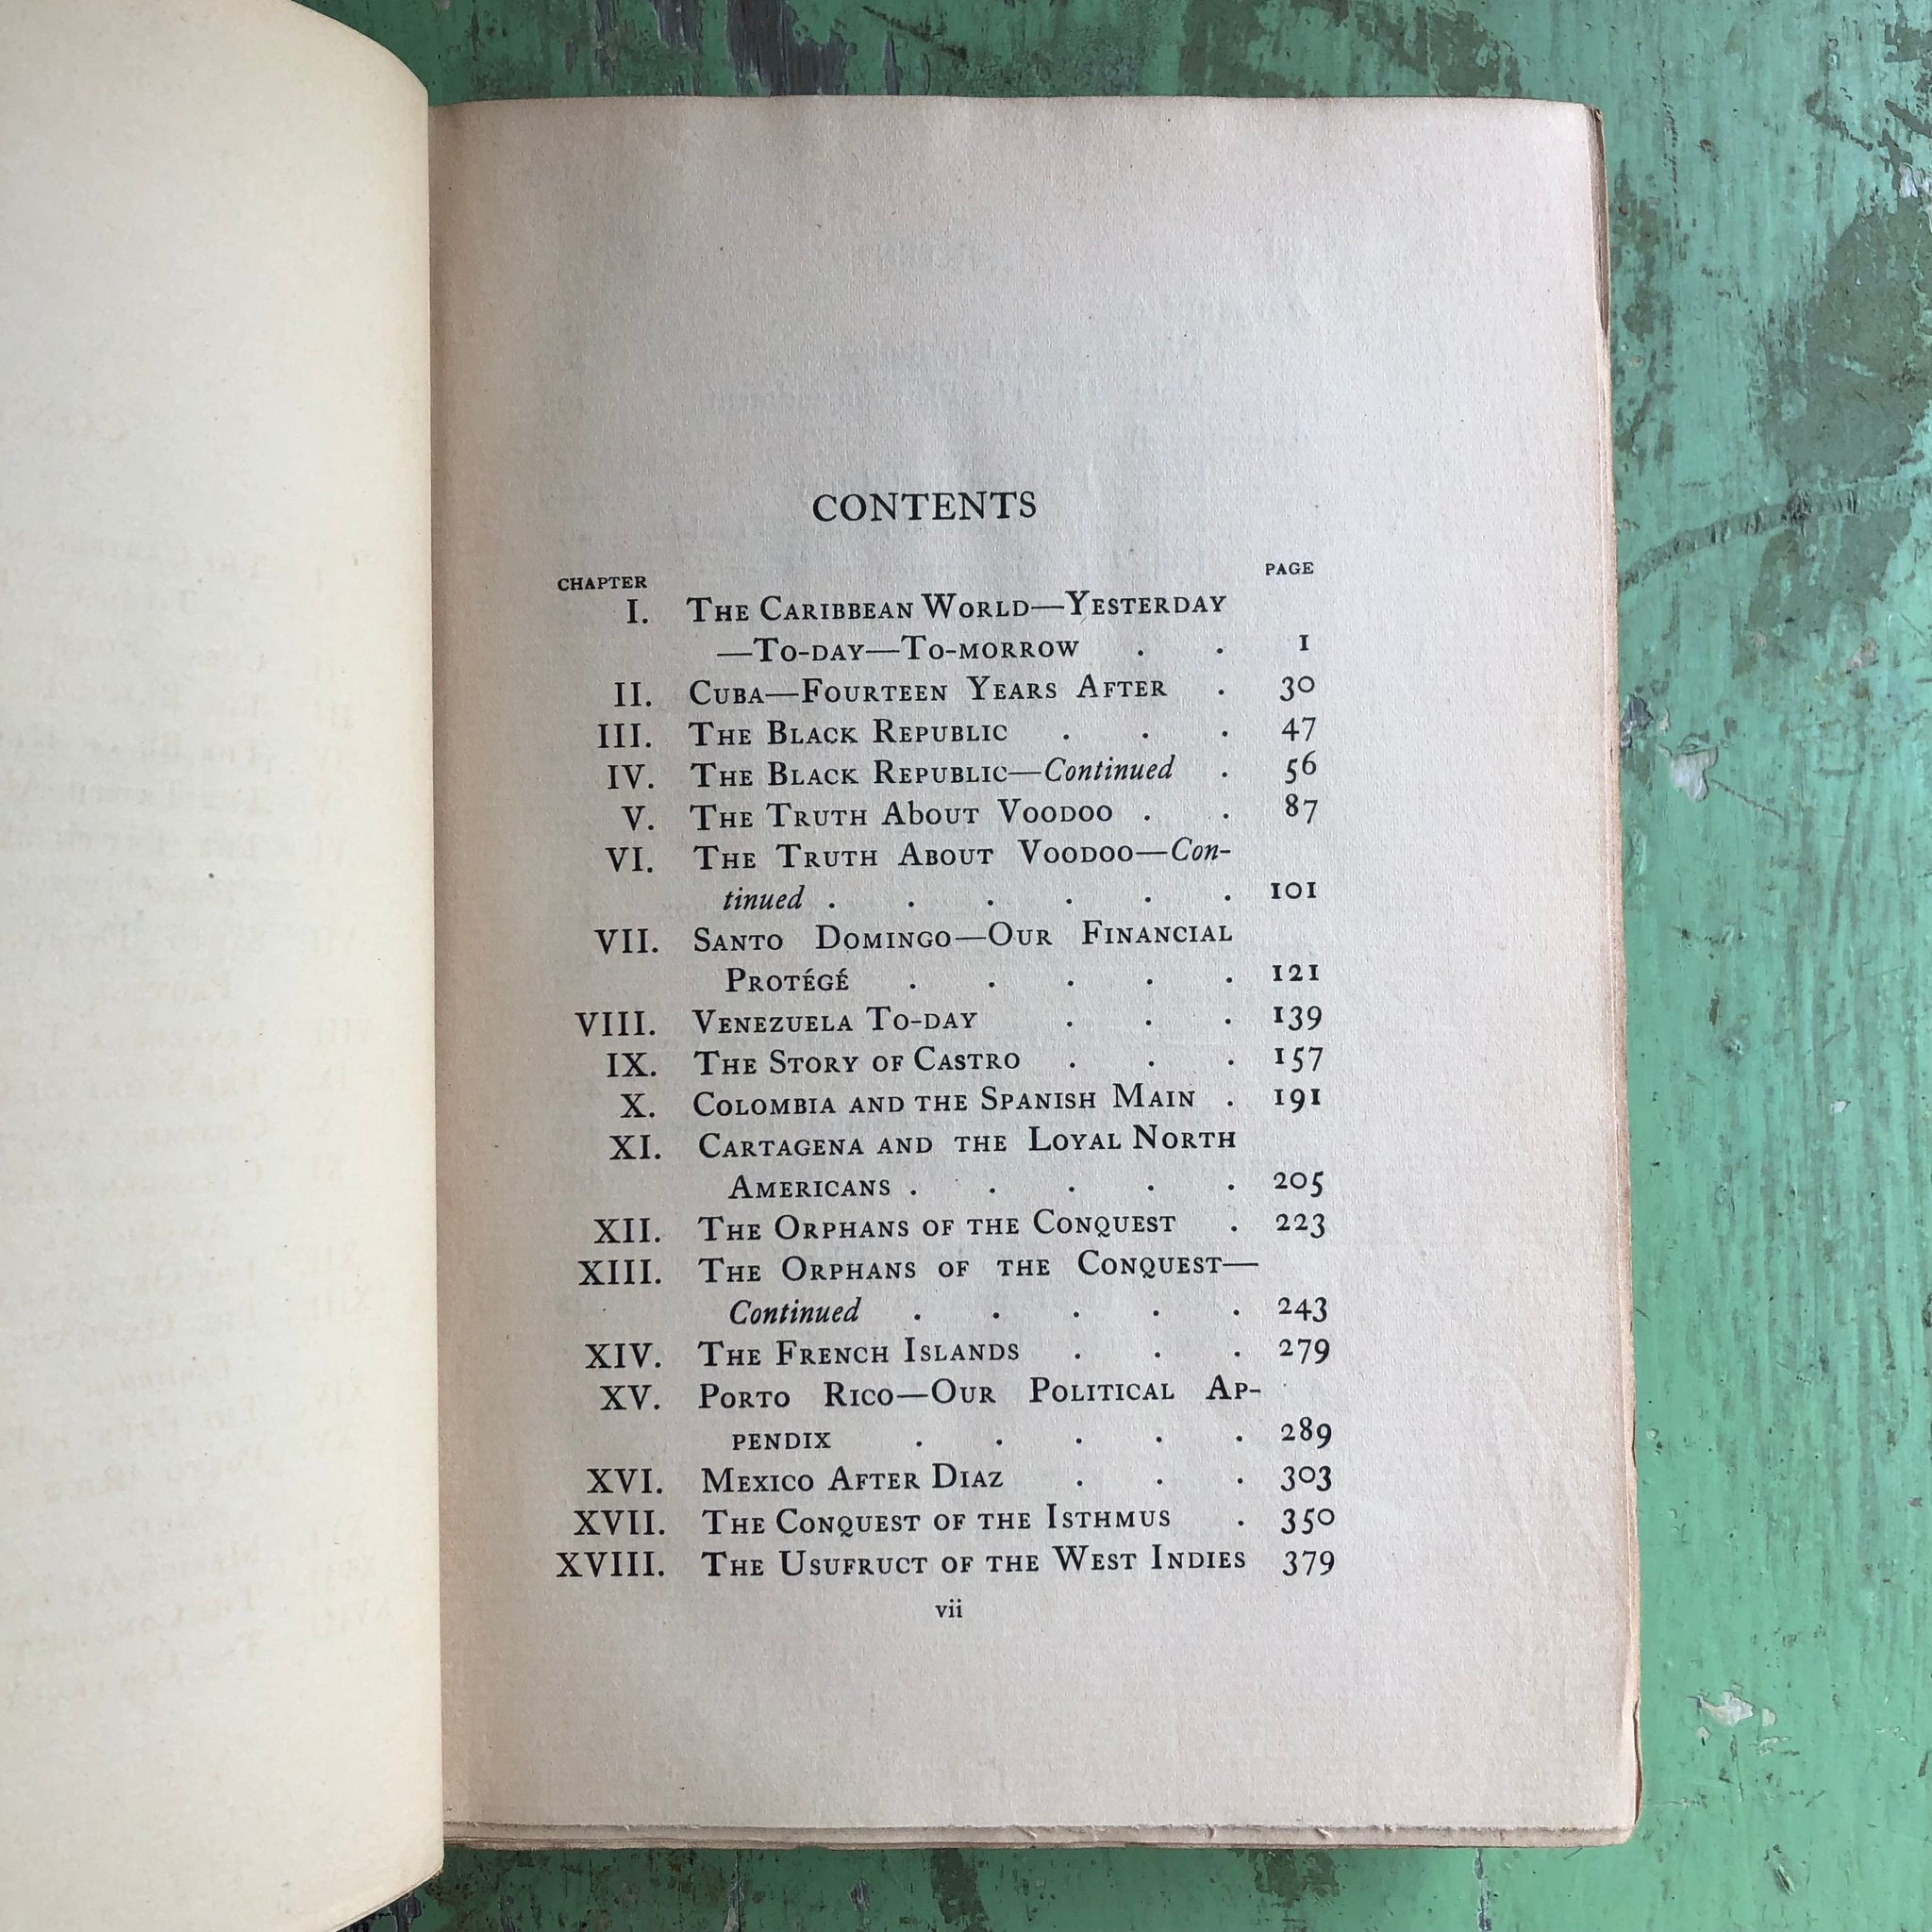 CONTENTS
CHAPTER PAGE
I. THE CARIBBEAN WORLD—YESTERDAY
—TO-DAY—TO-MORROW . . 1
II. CUBA—FOURTEEN YEARS AFTER . 30
III. THE BLACK REPUBLIC . . . 47
IV. THE BLACK REPUBLIC—Continued . 56
V. THE TRUTH AbOUT VOODOO . . 87
VI. THE TRUTH ABOUT VOODOO—Con-
tinued . . . . . . 101
VII. SANTO DOMINGO—OUR FINANCIAL
PROTÉGÉ . . . . . 121
VIII. VENEZUELA TO-DAY . . . 139
IX. THE STORY OF CASTRO . . . 157
X. COLOMBIA AND THE SPANISH MAIN . 191
XI. CARTAGENA AND THE LOYAL NORTH
AMERICANS . . . . . 205
XII. THE ORPHANS OF THE CONQUEST . 223
XIII. THE ORPHANS OF THE CONQUEST—
Continued . . . . . 243
XIV. THE FRENCH ISLANDS . . . 279
XV. PORTO RICO—OUR POLITICAL AP-
PENDIX . . . . . 289
XVI. MEXICO AFTER DIAZ . . . 303
XVII. THE CONQUEST OF THE ISTHMUS . 350
XVIII. THE USUFRUCT OF THE WEST INDIES 379
vii